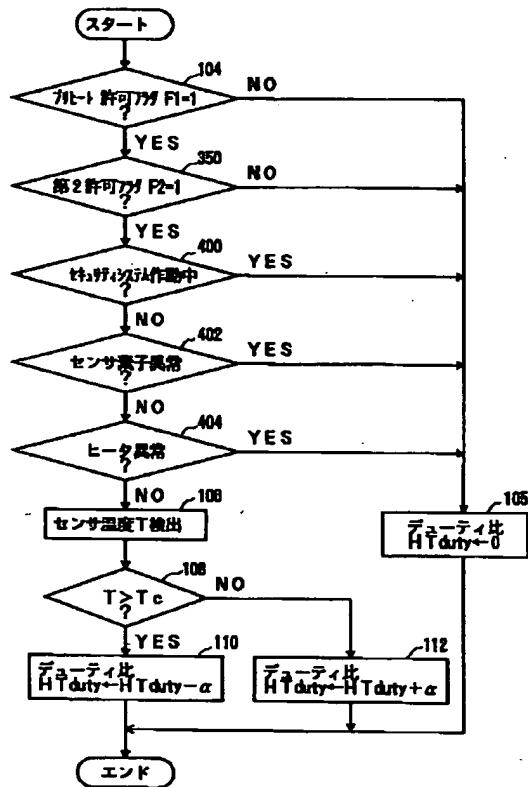 スタート
104
プリヒート 許可フラグ F1=1
?
NO
YES
350
第2許可フラグ F2=1
?
NO
YES
400
セキュリティシステム作動中
?
YES
NO
402
センサ素子異常
?
YES
NO
404
ヒータ異常
?
YES
NO
106
センサ温度T検出
105
デューティ比
HTduty←0
108
T>Tc
?
NO
YES
110
デューティ比
HTduty←HTduty−α
112
デューティ比
HTduty←HTduty+α
エンド